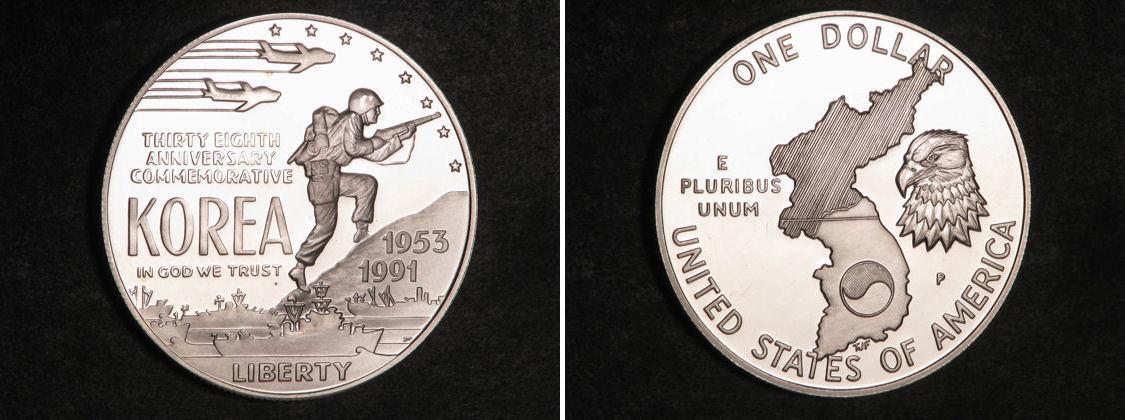 THIRTY EIGHTH
ANNIVERSARY
COMMEMORATIVE
KOREA
IN GOD WE TRUST
1953
1991
LIBERTY
ONE DOLLAR
E
PLURIBUS
UNUM
P
TJF
UNITED STATES OF AMERICA